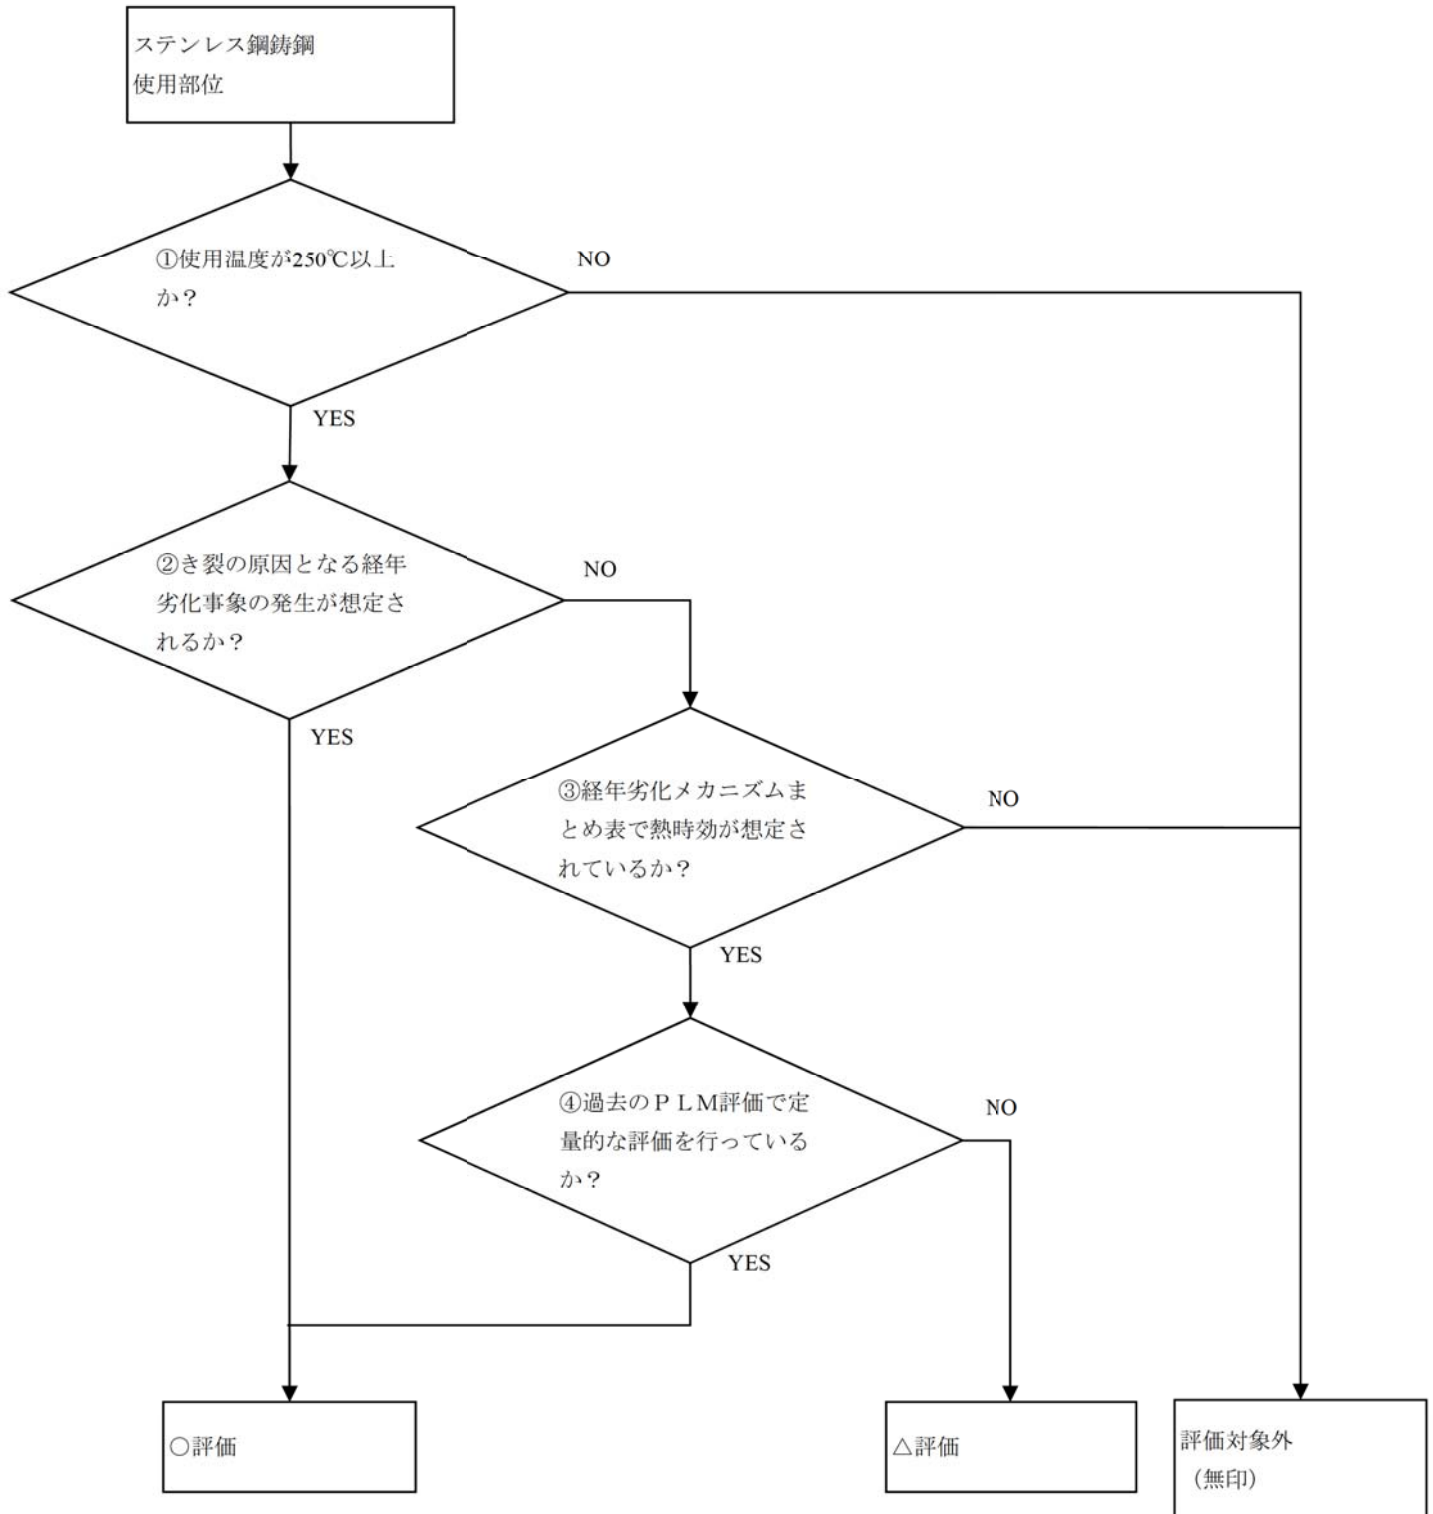 ステンレス鋼鋳鋼
使用部位
①使用温度が250℃以上
か？
NO
YES
②き裂の原因となる経年
劣化事象の発生が想定さ
れるか？
NO
YES
③経年劣化メカニズムま
とめ表で熱時効が想定さ
れているか？
NO
YES
④過去のＰＬＭ評価で定
量的な評価を行っている
か？
NO
YES
○評価
△評価
評価対象外
（無印）